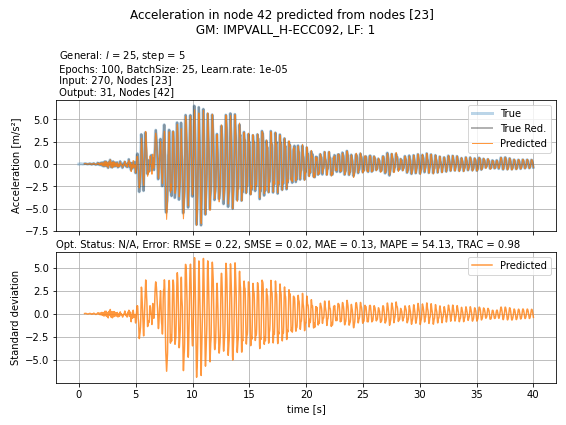 Acceleration in node 42 predicted from nodes [23]
GM: IMPVALL_H-ECC092, LF: 1
General: l = 25, step = 5
Epochs: 100, BatchSize: 25, Learn.rate: 1e-05
Input: 270, Nodes [23]
Output: 31, Nodes [42]
Acceleration [m/s²]
5.0
2.5
0.0
−2.5
−5.0
−7.5
True
True Red.
Predicted
Opt. Status: N/A, Error: RMSE = 0.22, SMSE = 0.02, MAE = 0.13, MAPE = 54.13, TRAC = 0.98
Standard deviation
5.0
2.5
0.0
−2.5
−5.0
Predicted
0 5 10 15 20 25 30 35 40
time [s]